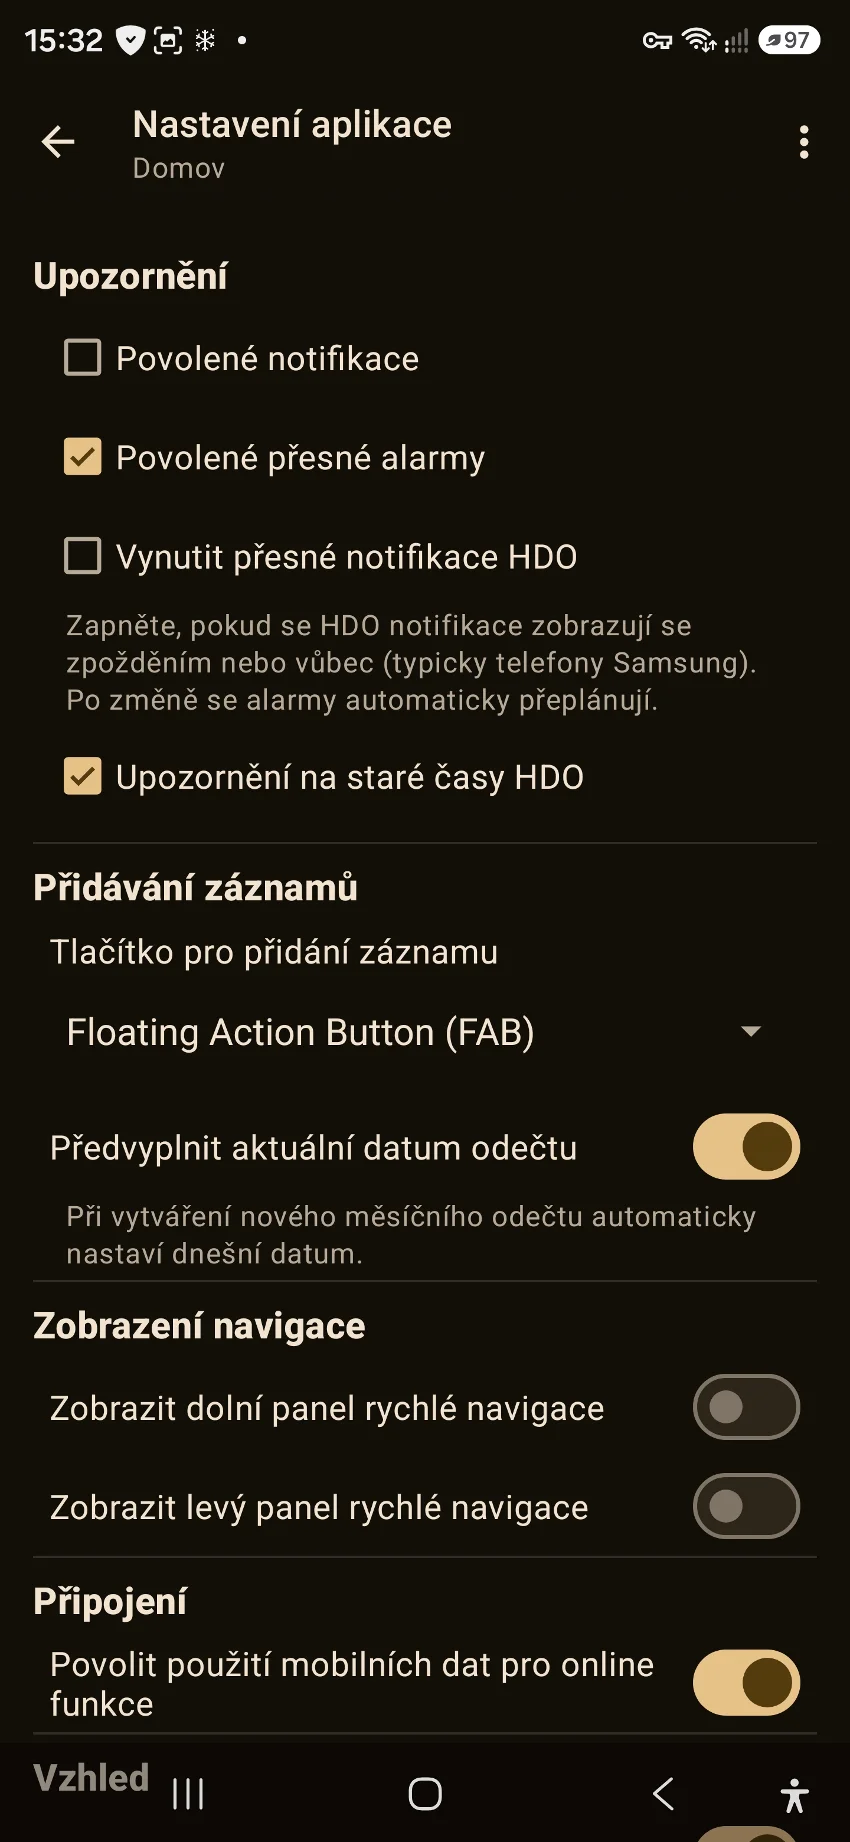 15:32
97
Nastavení aplikace
Domov
Upozornění
Povolené notifikace
Povolené přesné alarmy
Vynutit přesné notifikace HDO
Zapněte, pokud se HDO notifikace zobrazují se
zpožděním nebo vůbec (typicky telefony Samsung).
Po změně se alarmy automaticky přeplánují.
Upozornění na staré časy HDO
Přidávání záznamů
Tlačítko pro přidání záznamu
Floating Action Button (FAB)
Předvyplnit aktuální datum odečtu
Při vytváření nového měsíčního odečtu automaticky
nastaví dnešní datum.
Zobrazení navigace
Zobrazit dolní panel rychlé navigace
Zobrazit levý panel rychlé navigace
Připojení
Povolit použití mobilních dat pro online
funkce
Vzhled